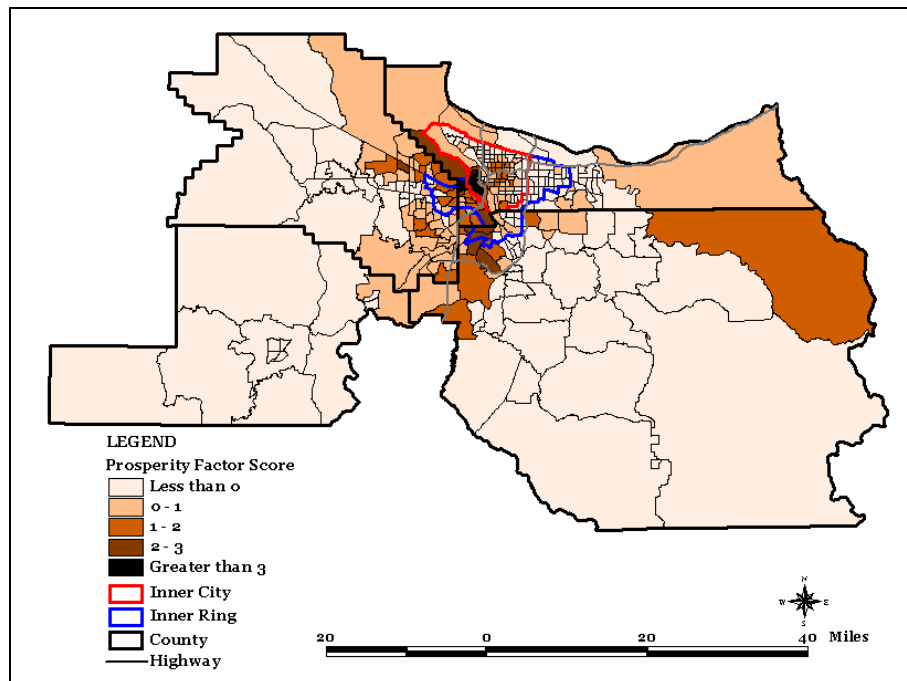 LEGEND
Prosperity Factor Score
Less than 0
0 - 1
1 - 2
2 - 3
Greater than 3
Inner City
Inner Ring
County
Highway
N
W E
S
20 0 20 40 Miles